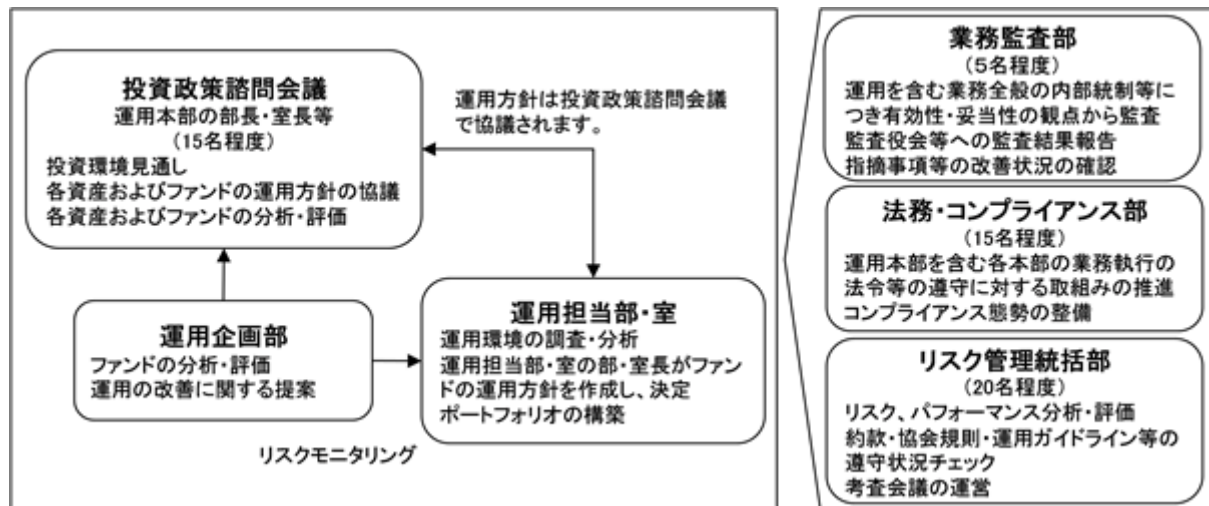 投資政策諮問会議
運用本部の部長・室長等
(15名程度)
投資環境見通し
各資産およびファンドの運用方針の協議
各資産およびファンドの分析・評価
運用方針は投資政策諮問会議
で協議されます。
運用企画部
ファンドの分析・評価
運用の改善に関する提案
運用担当部・室
運用環境の調査・分析
運用担当部・室の部・室長がファン
ドの運用方針を作成し、決定
ポートフォリオの構築
リスクモニタリング
業務監査部
(5名程度)
運用を含む業務全般の内部統制等に
つき有効性・妥当性の観点から監査
監査役会等への監査結果報告
指摘事項等の改善状況の確認
法務・コンプライアンス部
(15名程度)
運用本部を含む各本部の業務執行の
法令等の遵守に対する取組みの推進
コンプライアンス態勢の整備
リスク管理統括部
(20名程度)
リスク、パフォーマンス分析・評価
約款・協会規則・運用ガイドライン等の
遵守状況チェック
考査会議の運営